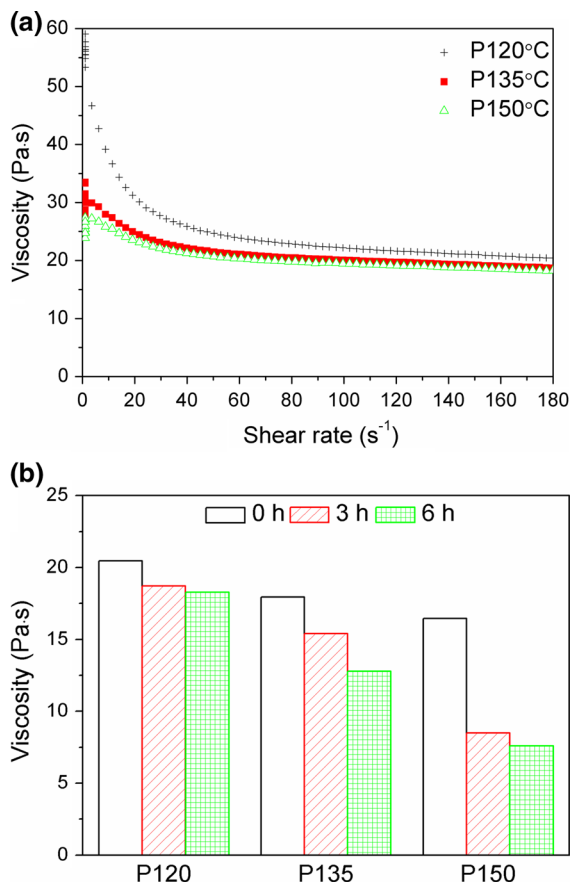 (a)
60
50
40
30
20
10
0
Viscosity (Pa·s)
P120°C
P135°C
P150°C
0 20 40 60 80 100 120 140 160 180
Shear rate (s⁻¹)
(b)
25
20
15
10
5
0
Viscosity (Pa·s)
0 h 3 h 6 h
P120 P135 P150